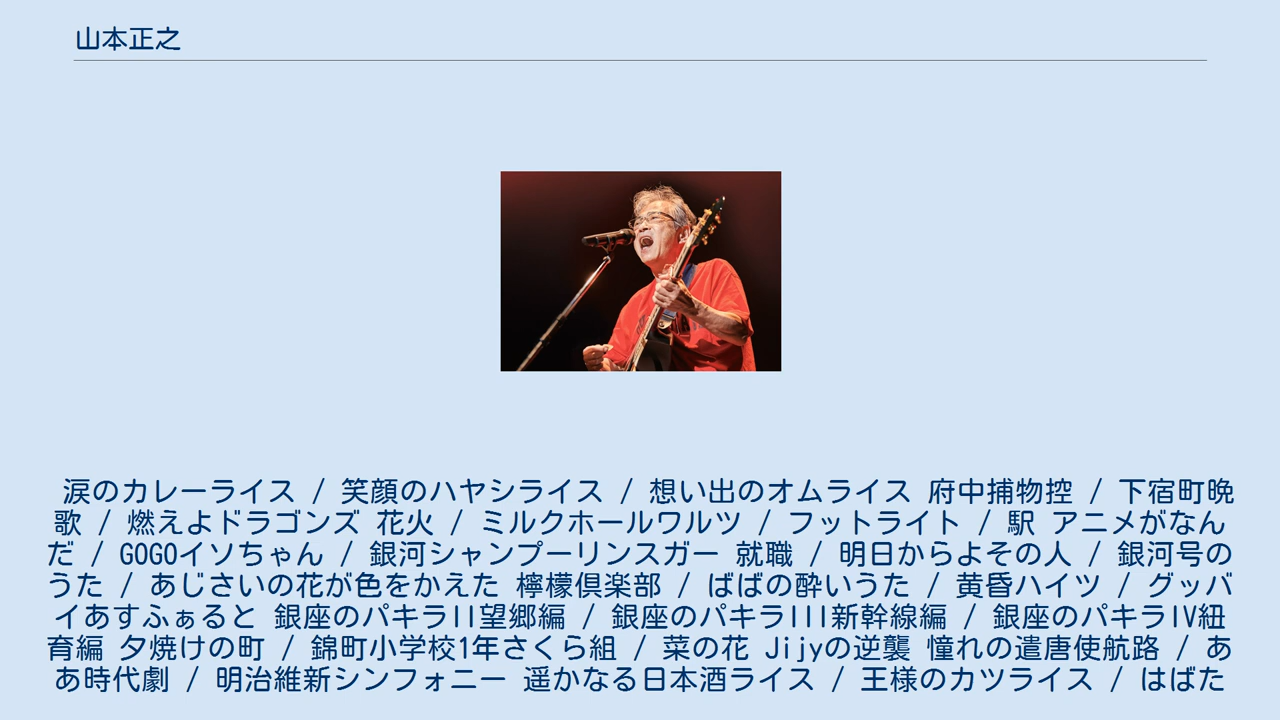 山本正之
涙のカレーライス / 笑顔のハヤシライス / 想い出のオムライス 府中捕物控 / 下宿町晩
歌 / 燃えよドラゴンズ 花火 / ミルクホールワルツ / フットライト / 駅 アニメがなん
だ / GOGOイソちゃん / 銀河シャンプーリンスガー 就職 / 明日からよその人 / 銀河号の
うた / あじさいの花が色をかえた 檸檬倶楽部 / ばばの酔いうた / 黄昏ハイツ / グッバ
イあすふぁると 銀座のパキラII望郷編 / 銀座のパキラIII新幹線編 / 銀座のパキラIV紐
育編 夕焼けの町 / 錦町小学校1年さくら組 / 菜の花 Jijyの逆襲 憧れの遣唐使航路 / あ
あ時代劇 / 明治維新シンフォニー 遥かなる日本酒ライス / 王様のカツライス / はばた